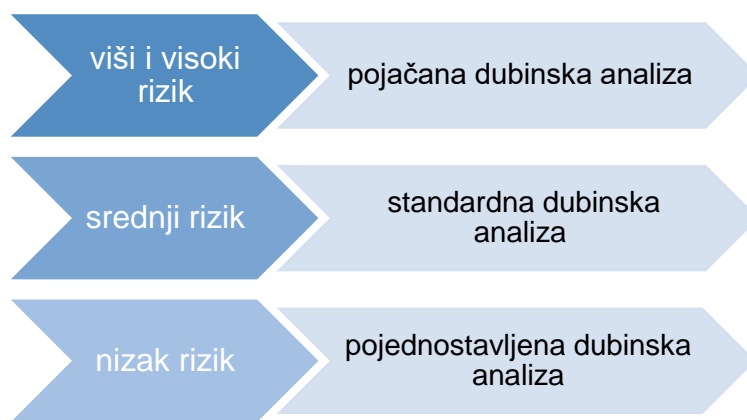 viši i visoki
rizik
pojačana dubinska analiza
srednji rizik
standardna dubinska
analiza
nizak rizik
pojednostavljena dubinska
analiza